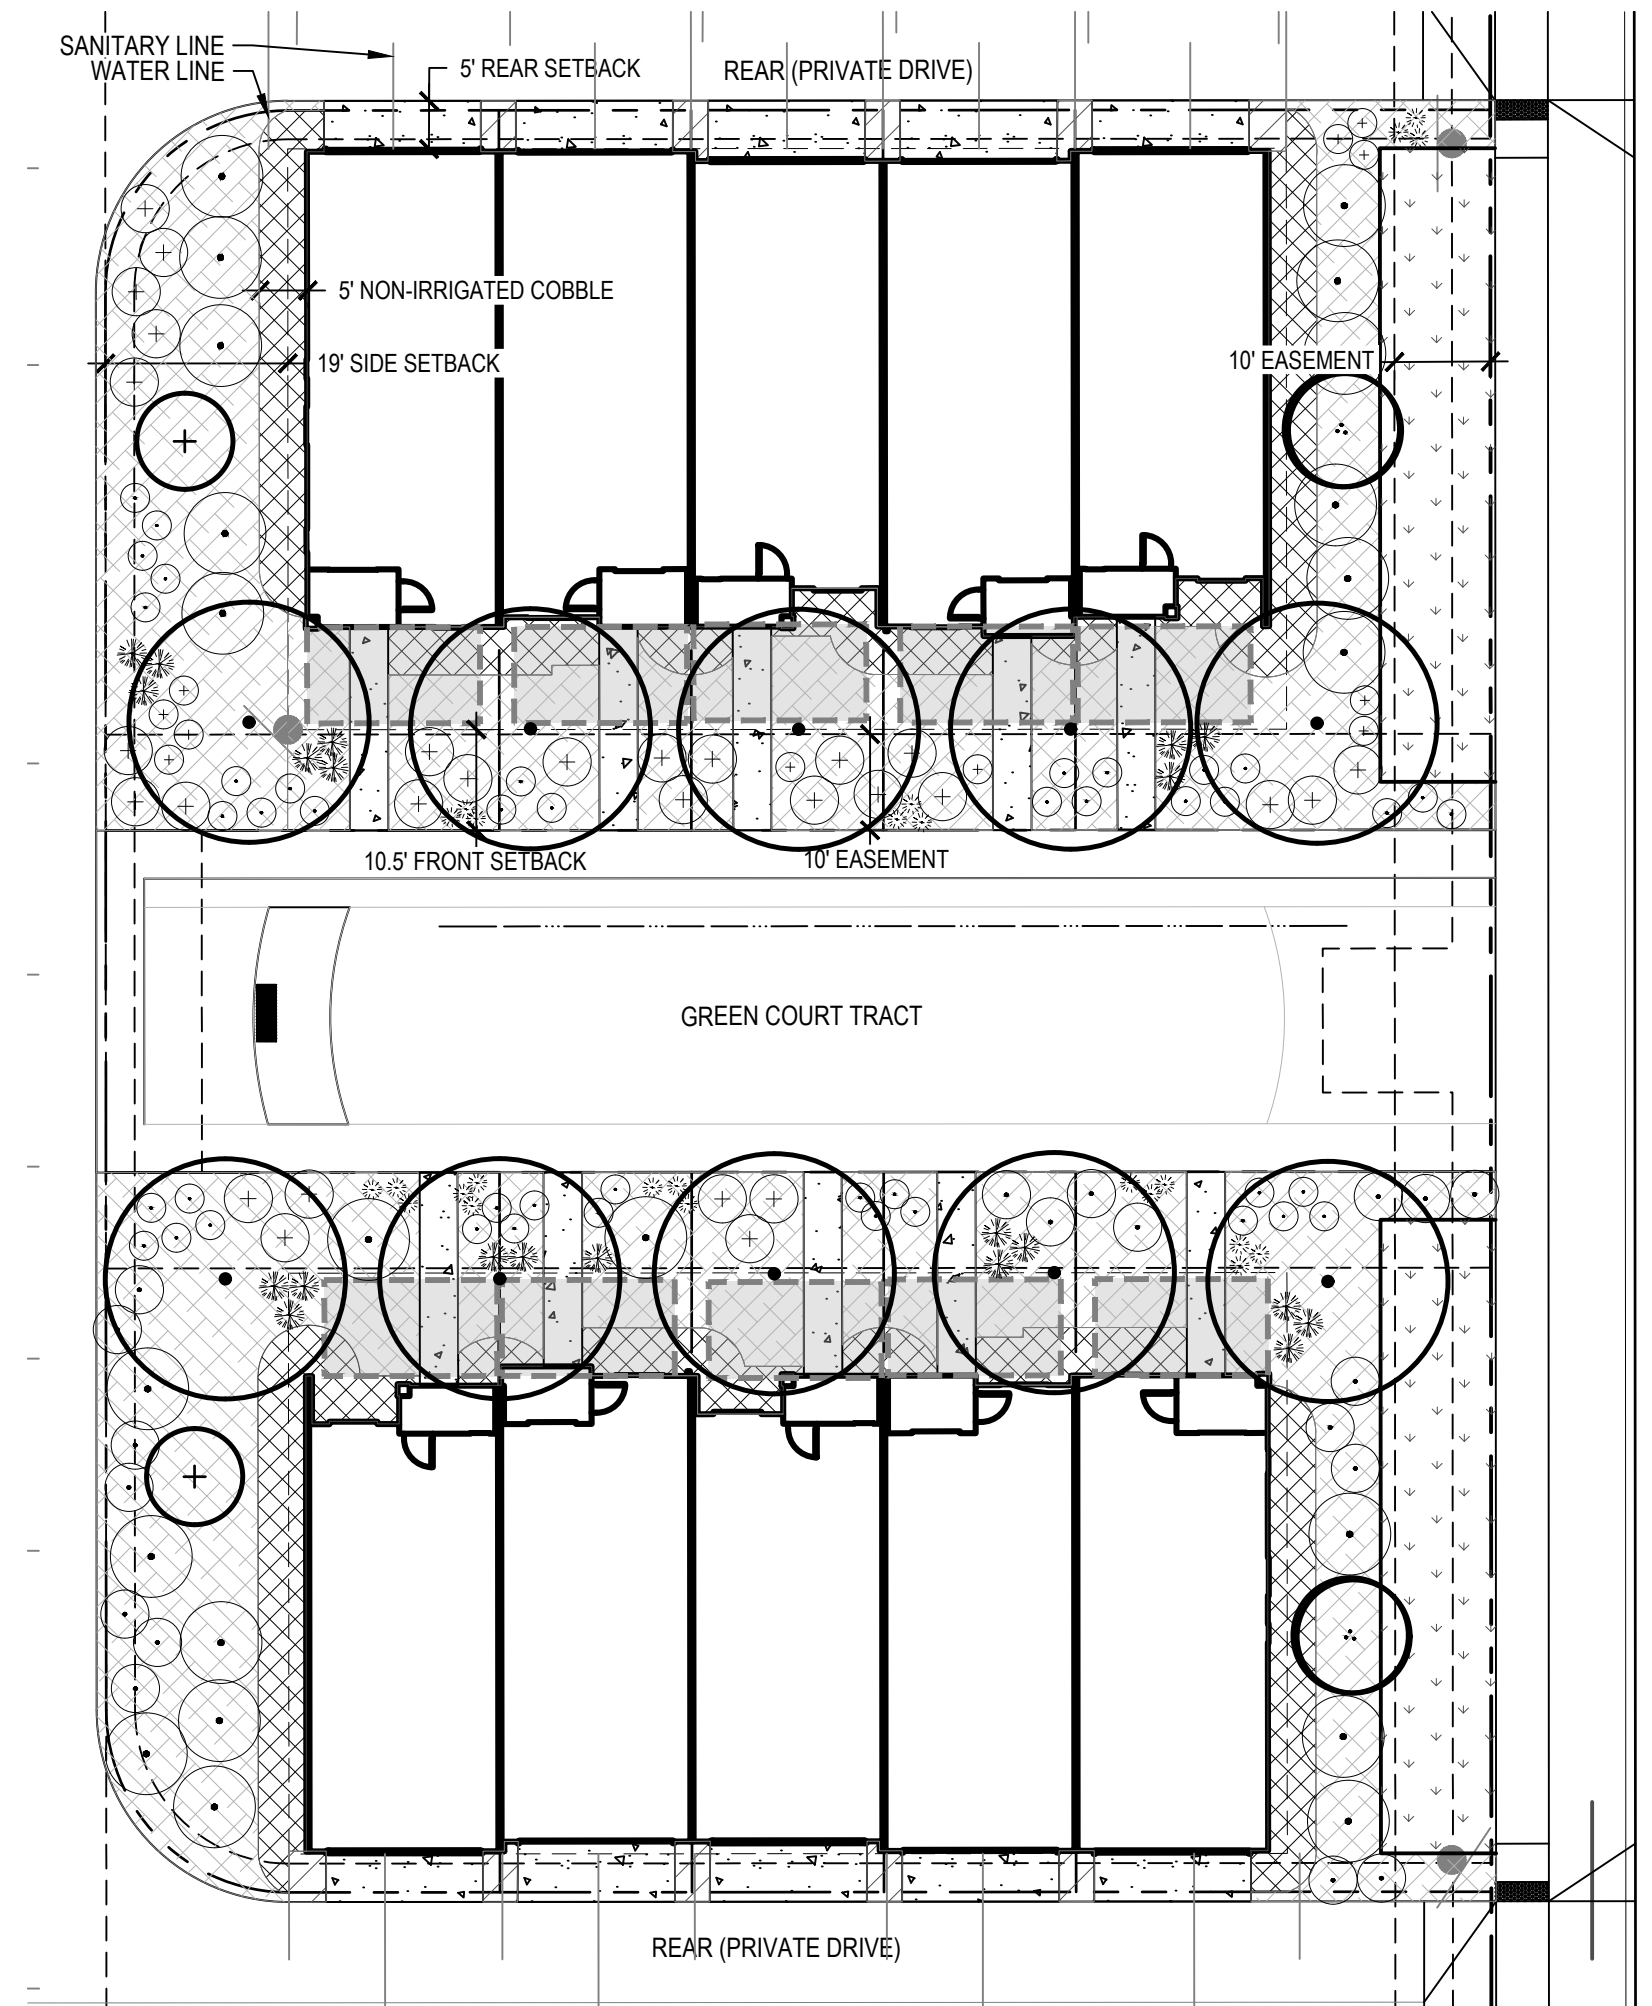 SANITARY LINE
WATER LINE
5' REAR SETBACK
REAR (PRIVATE DRIVE)
5' NON-IRRIGATED COBBLE
19' SIDE SETBACK
10' EASEMENT
10.5' FRONT SETBACK
10' EASEMENT
GREEN COURT TRACT
REAR (PRIVATE DRIVE)